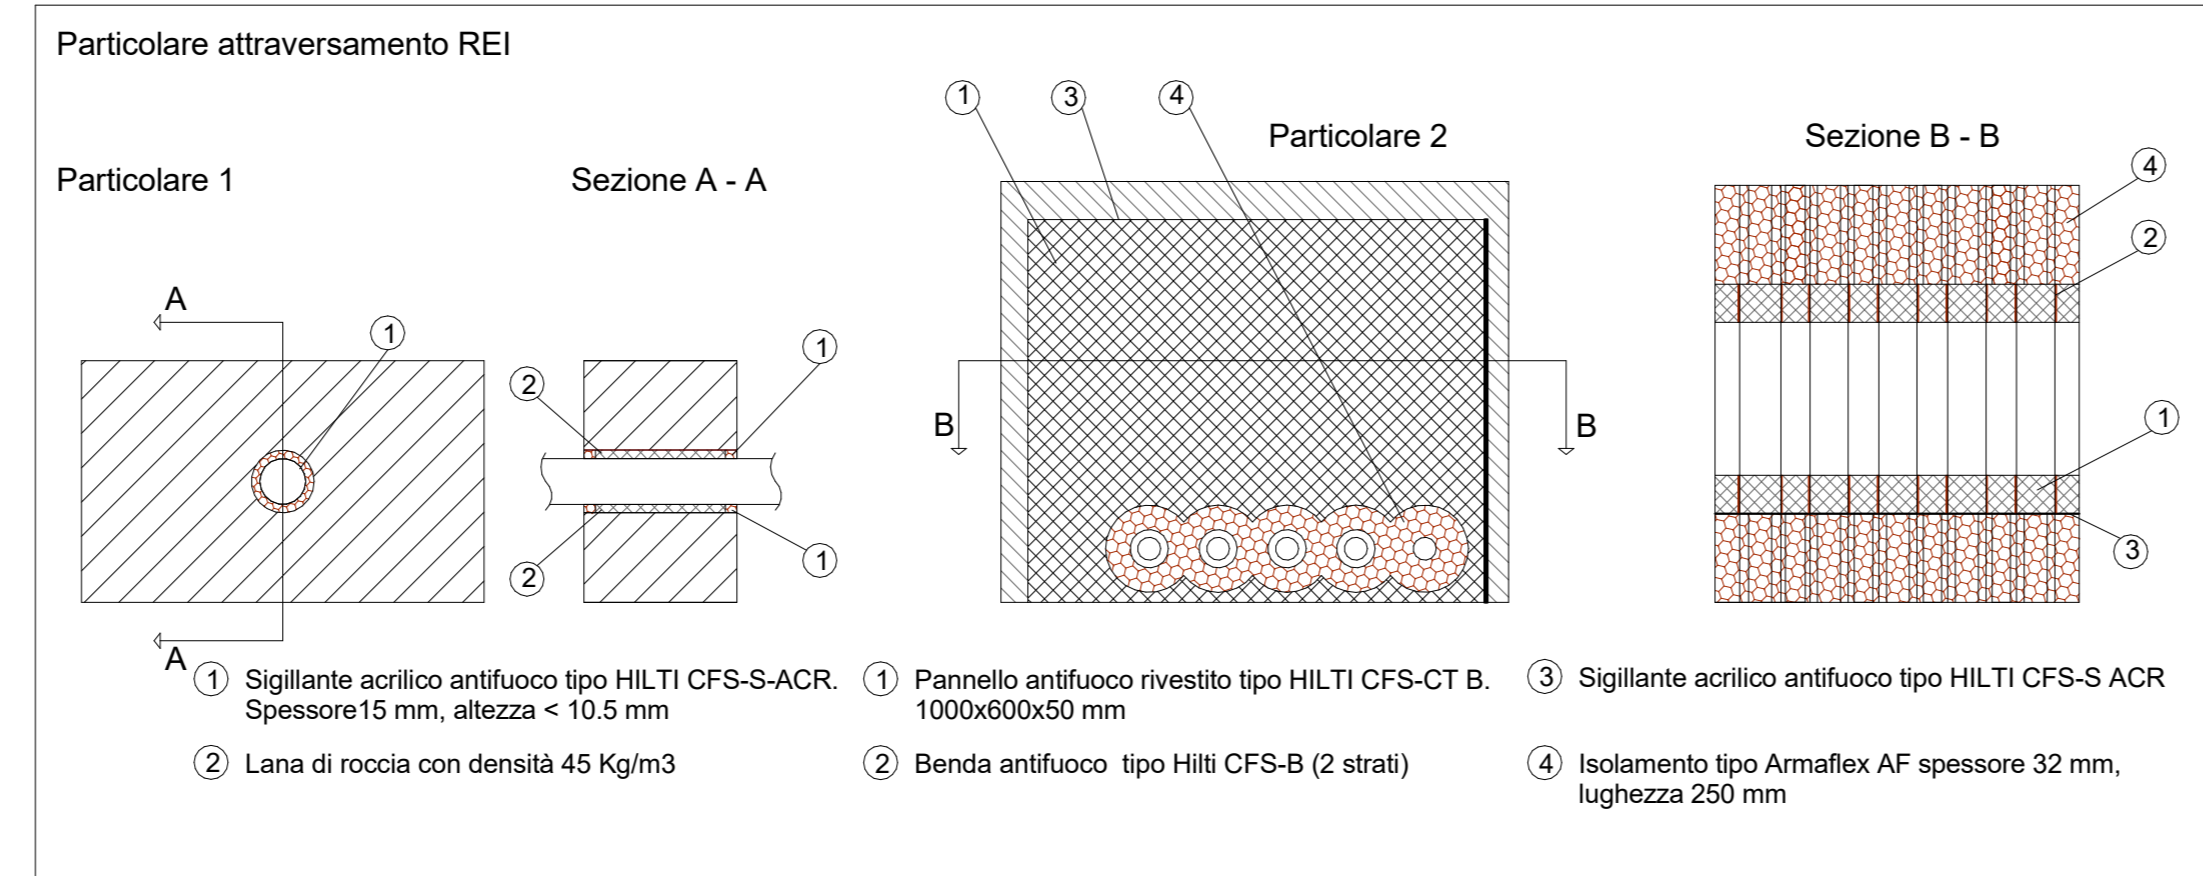 Particolare attraversamento REI
1
3
4
Particolare 2
Sezione B - B
4
Particolare 1
Sezione A - A
2
A
1
1
2
B
B
1
2
1
3
A
1 Sigillante acrilico antifuoco tipo HILTI CFS-S-ACR.
Spessore15 mm, altezza < 10.5 mm
2 Lana di roccia con densità 45 Kg/m3
1 Pannello antifuoco rivestito tipo HILTI CFS-CT B.
1000x600x50 mm
2 Benda antifuoco tipo Hilti CFS-B (2 strati)
3 Sigillante acrilico antifuoco tipo HILTI CFS-S ACR
4 Isolamento tipo Armaflex AF spessore 32 mm,
lughezza 250 mm